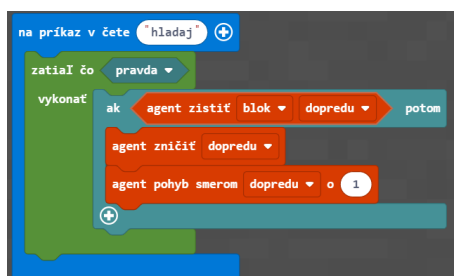 na príkaz v čete "hladaj"
zatiaľ čo pravda
vykonať ak agent zistiť blok dopredu potom
agent zničiť dopredu
agent pohyb smerom dopredu o 1